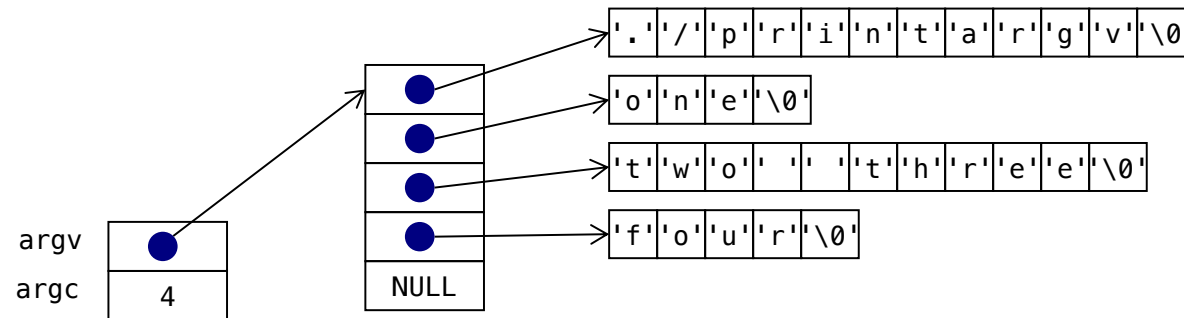 '.''/''p''r''i''n''t''a''r''g''v''\0
'o''n''e''\0'
't''w''o'' '' ''t''h''r''e''e''\0'
'f''o''u''r''\0'
argv
argc 4 NULL